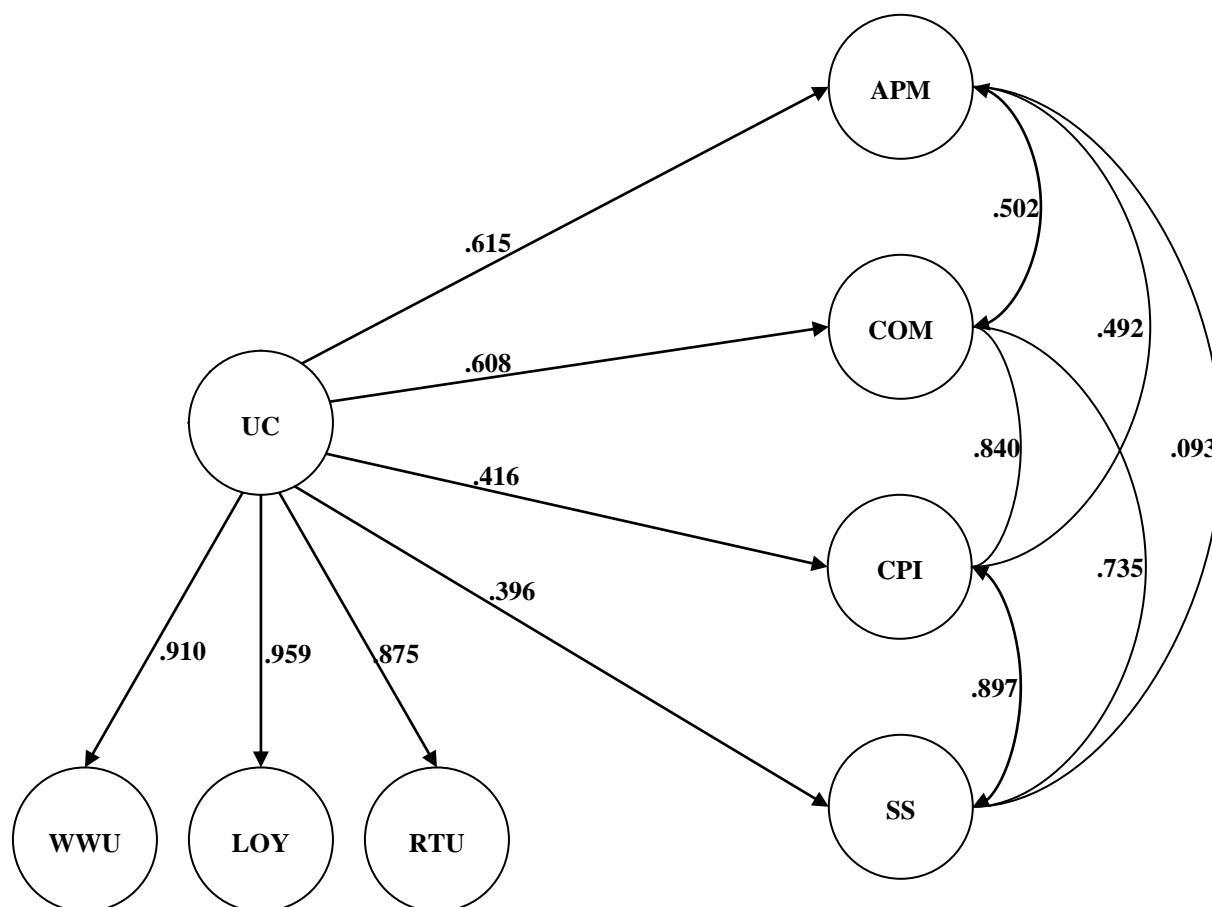 APM
.502
.615
COM
.492
.608
UC
.840
.093
.416
CPI
.735
.396
.910
.959
.875
.897
SS
WWU
LOY
RTU